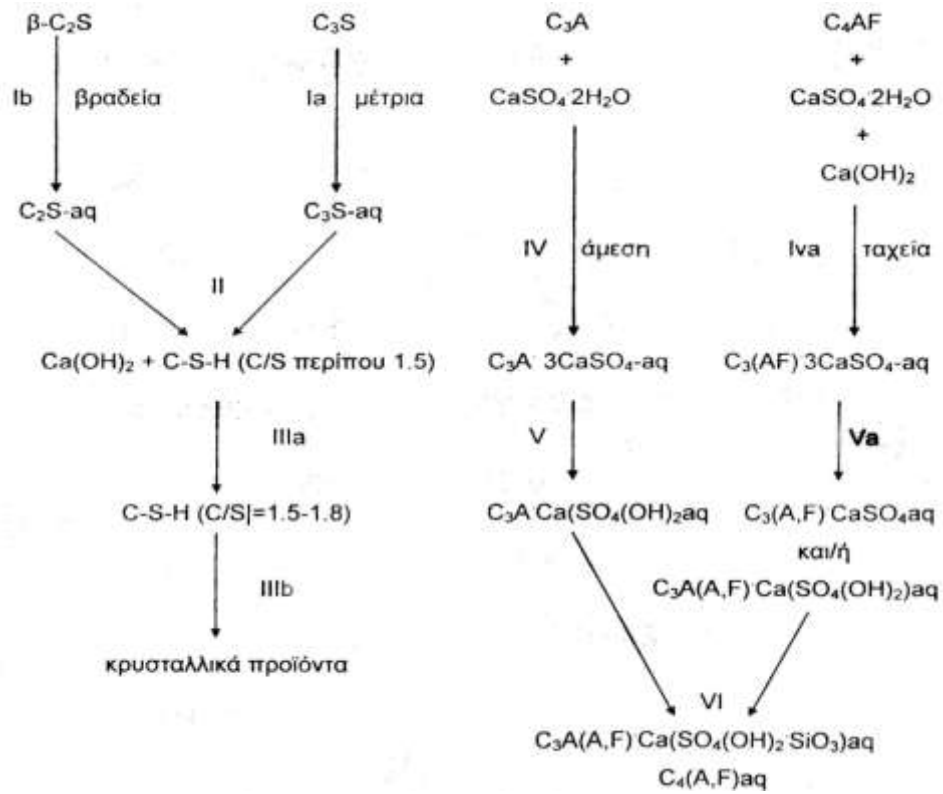 β-C₂S C₃S C₃A C₄AF
+ +
Ib βραδεία Ia μέτρια CaSO₄·2H₂O CaSO₄·2H₂O
+
Ca(OH)₂
C₂S-aq C₃S-aq
IV άμεση Iva ταχεία
II
Ca(OH)₂ + C-S-H (C/S περίπου 1.5) C₃A· 3CaSO₄-aq C₃(AF)·3CaSO₄-aq
IIIa V Va
C-S-H (C/S|=1.5-1.8) C₃A·Ca(SO₄(OH)₂aq C₃(A,F)·CaSO₄aq
και/ή
IIIb C₃A(A,F)·Ca(SO₄(OH)₂)aq
κρυσταλλικά προϊόντα
VI
C₃A(A,F)·Ca(SO₄(OH)₂·SiO₃)aq
C₄(A,F)aq